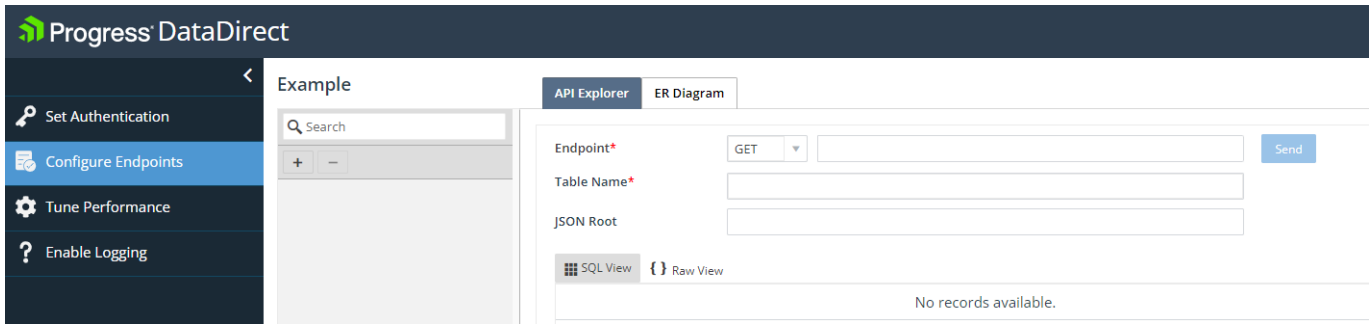 Progress DataDirect
Set Authentication
Configure Endpoints
Tune Performance
Enable Logging
Example
Search
+ −
API Explorer ER Diagram
Endpoint* GET Send
Table Name*
JSON Root
SQL View { } Raw View
No records available.